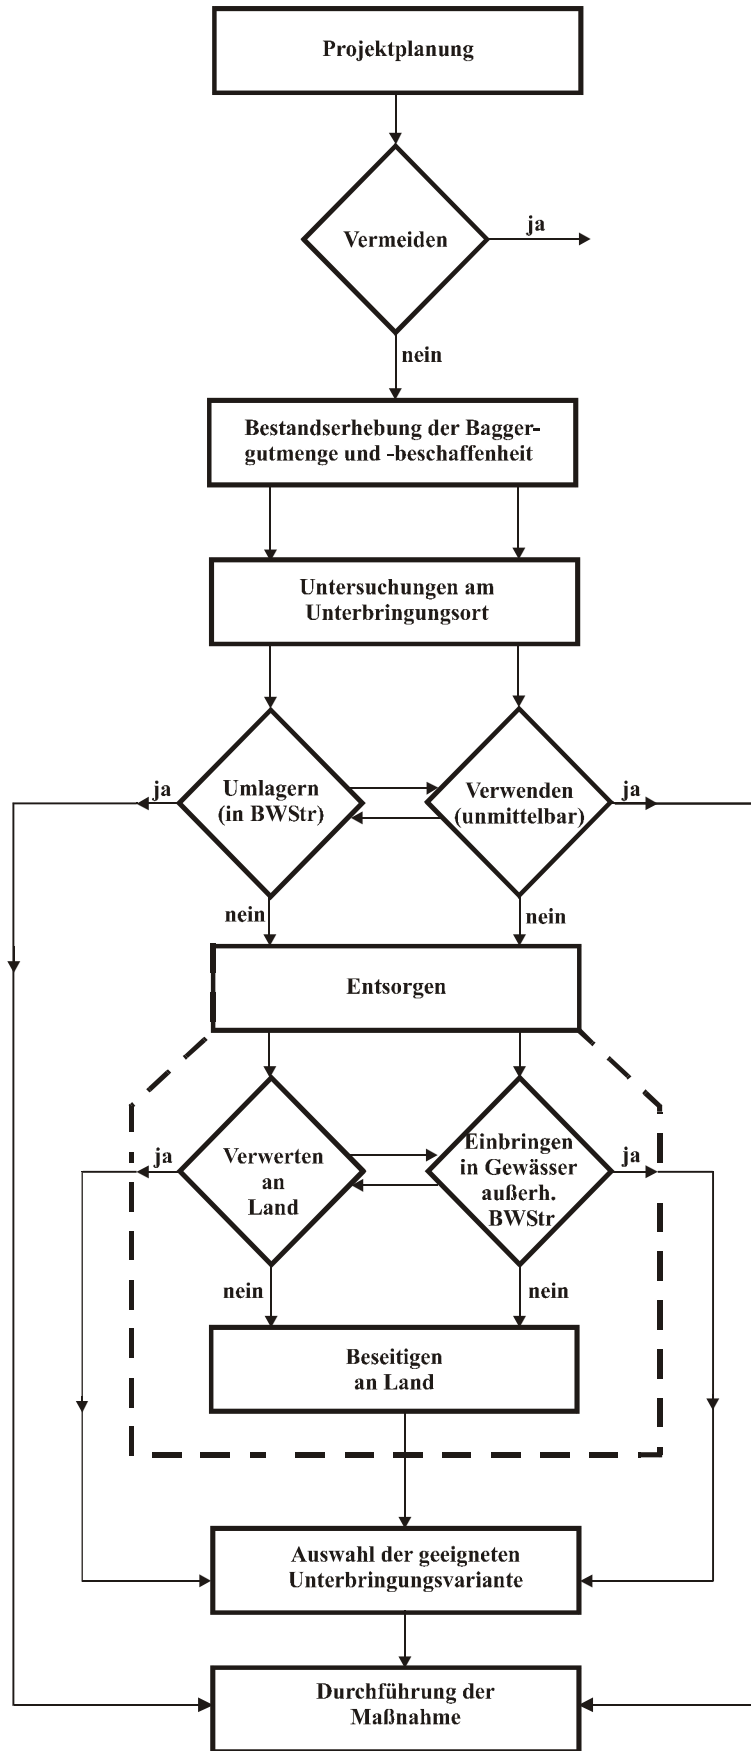 Projektplanung
Vermeiden
ja
nein
Bestandserhebung der Bagger-
gutmenge und -beschaffenheit
Untersuchungen am
Unterbringungsort
ja
Umlagern
(in BWStr)
Verwenden
(unmittelbar)
ja
nein
nein
Entsorgen
ja
Verwerten
an
Land
Einbringen
in Gewässer
außerh.
BWStr
ja
nein
nein
Beseitigen
an Land
Auswahl der geeigneten
Unterbringungsvariante
Durchführung der
Maßnahme